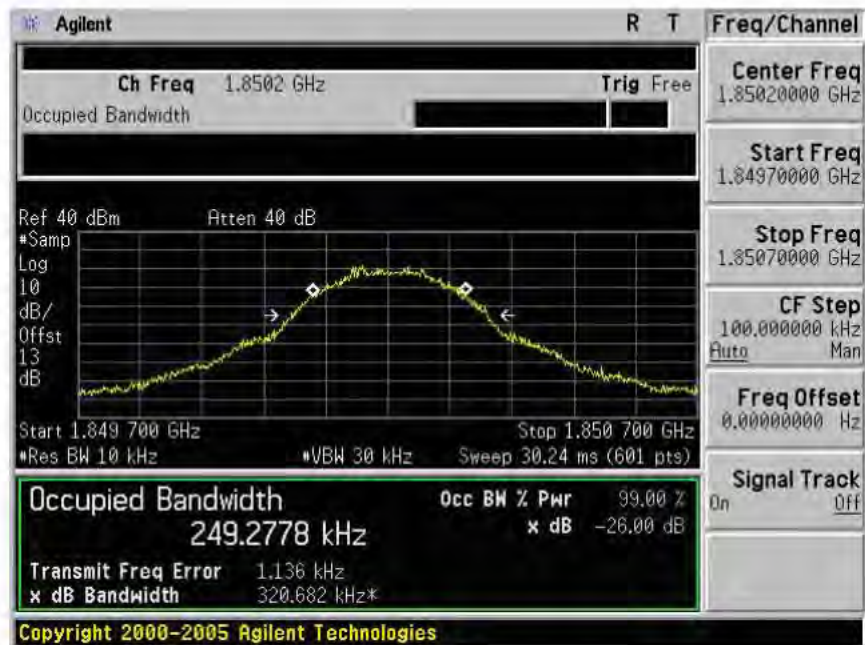 Agilent R T Freq/Channel
Ch Freq 1.8502 GHz Trig Free
Occupied Bandwidth
Center Freq
1.85020000 GHz
Start Freq
1.84970000 GHz
Stop Freq
1.85070000 GHz
CF Step
100.000000 kHz
Auto Man
Freq Offset
0.00000000 Hz
Signal Track
On Off
Ref 40 dBm Atten 40 dB
#Samp
Log
10
dB/
Offst
13
dB
Start 1.849 700 GHz Stop 1.850 700 GHz
#Res BW 10 kHz #VBW 30 kHz Sweep 30.24 ms (601 pts)
Occupied Bandwidth Occ BW % Pwr 99.00 %
249.2778 kHz x dB -26.00 dB
Transmit Freq Error 1.136 kHz
x dB Bandwidth 320.682 kHz*
Copyright 2000-2005 Agilent Technologies